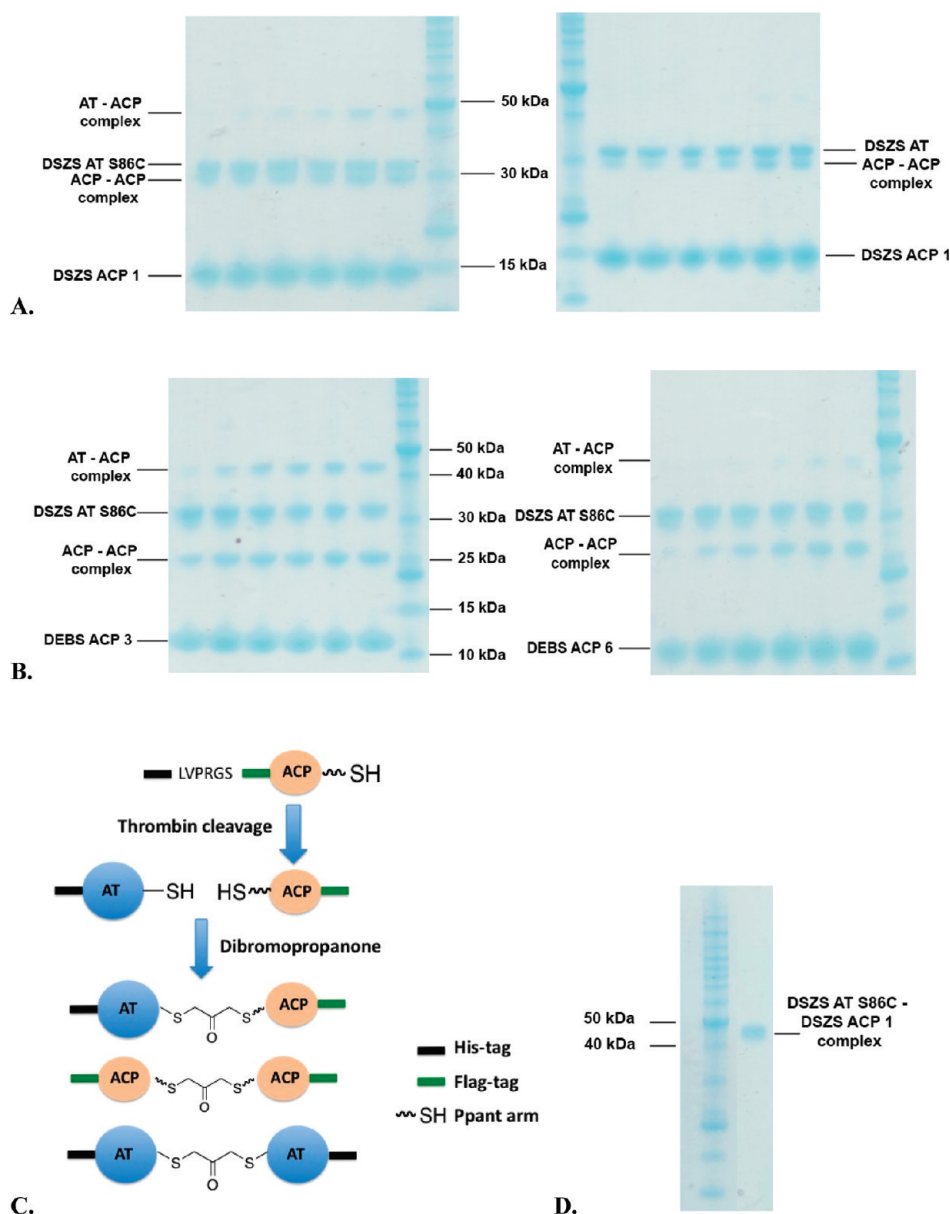 AT - ACP
complex
DSZS AT S86C
ACP - ACP
complex
DSZS ACP 1
50 kDa
30 kDa
15 kDa
DSZS AT
ACP - ACP
complex
DSZS ACP 1
A.
AT - ACP
complex
DSZS AT S86C
ACP - ACP
complex
DEBS ACP 3
50 kDa
40 kDa
30 kDa
25 kDa
15 kDa
10 kDa
AT - ACP
complex
DSZS AT S86C
ACP - ACP
complex
DEBS ACP 6
B.
LVPRGS ACP SH
Thrombin cleavage
AT SH HS ACP
Dibromopropanone
AT S O S ACP
ACP S O S ACP
AT S O S AT
His-tag
Flag-tag
SH Ppant arm
C.
50 kDa
40 kDa
DSZS AT S86C -
DSZS ACP 1
complex
D.